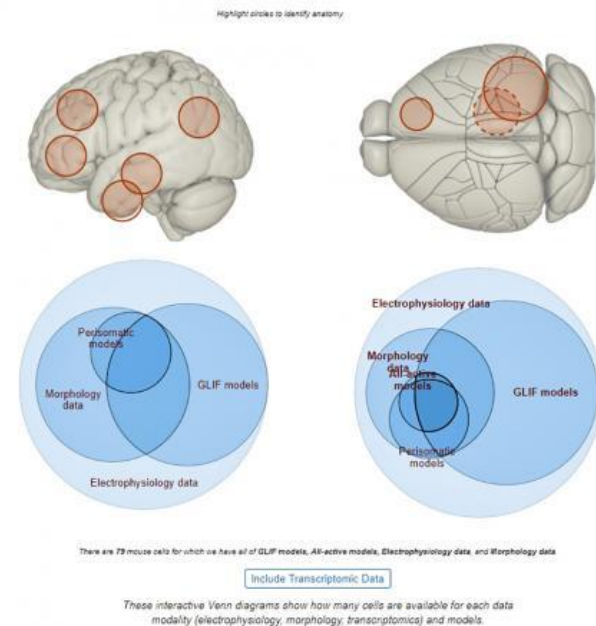 Highlight circles to identify anatomy
Perisomatic
models
Morphology
data
GLIF models
Electrophysiology data
Electrophysiology data
Morphology
data
All-active
models
GLIF models
Perisomatic
models
There are 79 mouse cells for which we have all of GLIF models, All-active models, Electrophysiology data, and Morphology data
Include Transcriptomic Data
These interactive Venn diagrams show how many cells are available for each data
modality (electrophysiology, morphology, transcriptomics) and models.